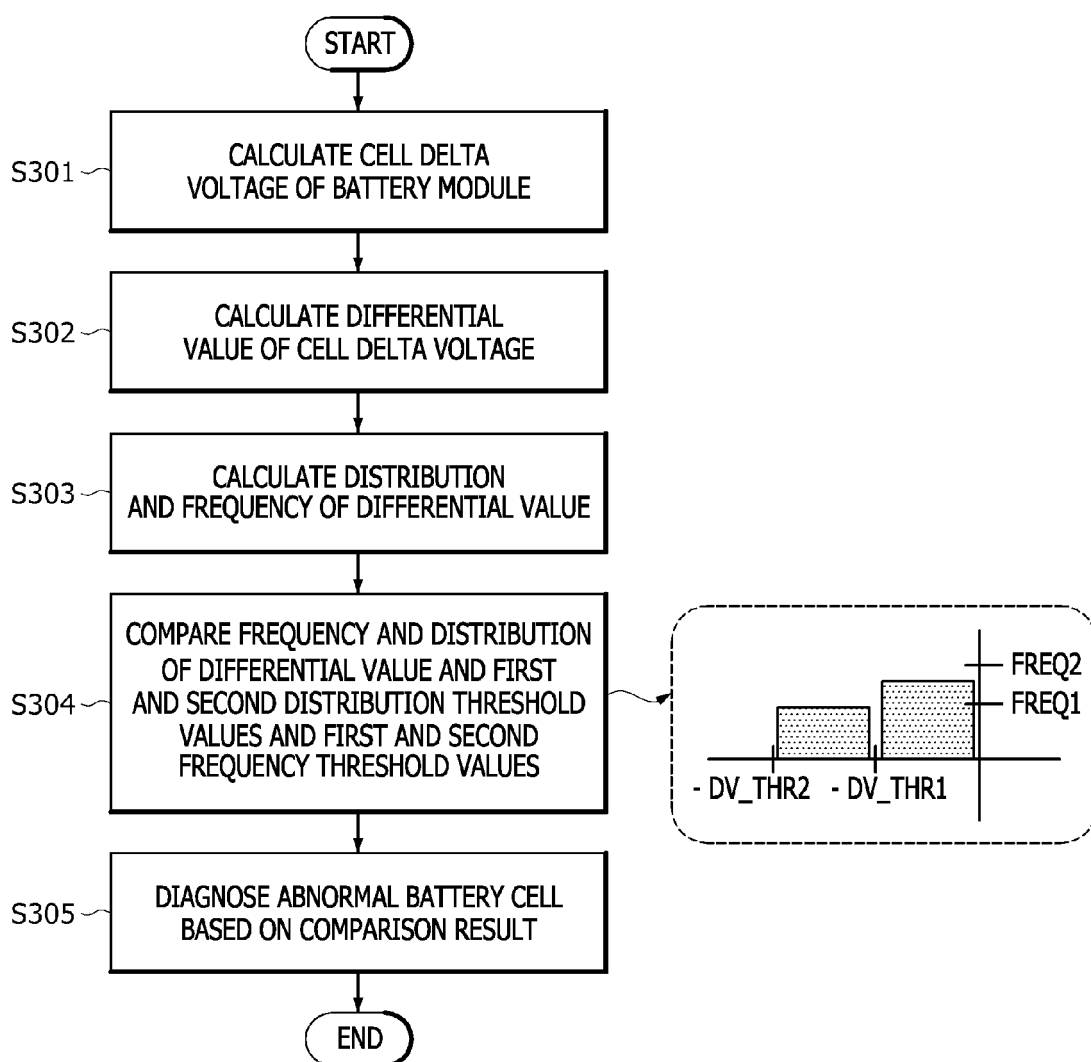 START
S301
CALCULATE CELL DELTA
VOLTAGE OF BATTERY MODULE
S302
CALCULATE DIFFERENTIAL
VALUE OF CELL DELTA VOLTAGE
S303
CALCULATE DISTRIBUTION
AND FREQUENCY OF DIFFERENTIAL VALUE
S304
COMPARE FREQUENCY AND DISTRIBUTION
OF DIFFERENTIAL VALUE AND FIRST
AND SECOND DISTRIBUTION THRESHOLD
VALUES AND FIRST AND SECOND
FREQUENCY THRESHOLD VALUES
FREQ2
FREQ1
- DV_THR2
- DV_THR1
S305
DIAGNOSE ABNORMAL BATTERY CELL
BASED ON COMPARISON RESULT
END